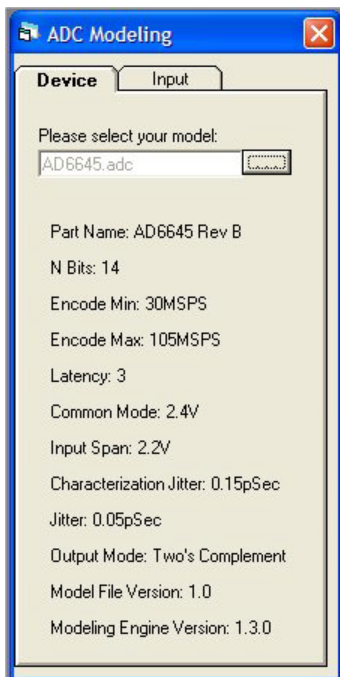 ADC Modeling
Device Input
Please select your model:
AD6645.adc
Part Name: AD6645 Rev B
N Bits: 14
Encode Min: 30MSPS
Encode Max: 105MSPS
Latency: 3
Common Mode: 2.4V
Input Span: 2.2V
Characterization Jitter: 0.15pSec
Jitter: 0.05pSec
Output Mode: Two's Complement
Model File Version: 1.0
Modeling Engine Version: 1.3.0